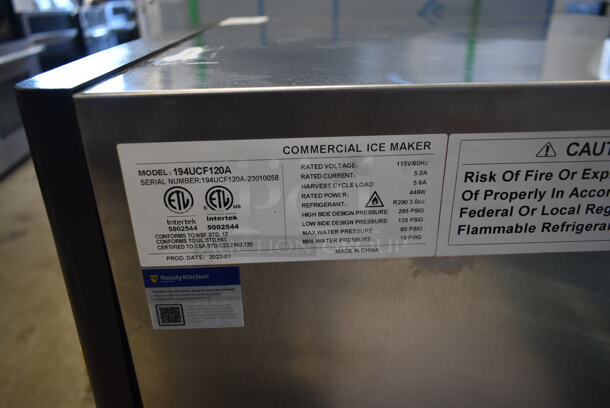 COMMERCIAL ICE MAKER
MODEL: 194UCF120A
SERIAL NUMBER: 194UCF120A-23010058
Intertek Intertek
5002544 5002544
CONFORMS TO NSF STD. 12
CONFORMS TO UL STD.563
CERTIFIED TO CSA STD.C22.2 NO.120
PROD. DATE: 2023-01
RATED VOLTAGE: 115V/60Hz
RATED CURRENT: 5.0A
HARVEST CYCLE LOAD: 5.6A
RATED POWER: 446W
REFRIGERANT: R290 3.0oz
HIGH SIDE DESIGN PRESSURE: 295 PSIG
LOW SIDE DESIGN PRESSURE: 135 PSIG
MAX.WATER PRESSURE: 80 PSIG
MIN.WATER PRESSURE: PSIG
MADE IN CHINA
CAUT
Risk Of Fire Or Exp
Of Properly In Accord
Federal Or Local Reg
Flammable Refrigera
ReadyKitchen